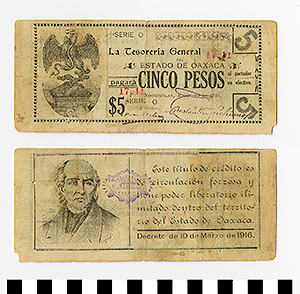 SERIE O
La Tesorería General
ESTADO DE OAXACA
pagará CINCO PESOS al portador en efectivo.
$5 SERIE O
5
5
Este título de crédito es
de circulación forzosa y
tiene poder liberatorio ili-
mitado dentro del territo-
rio del Estado de Oaxaca.
Decreto de 10 de Marzo de 1916.